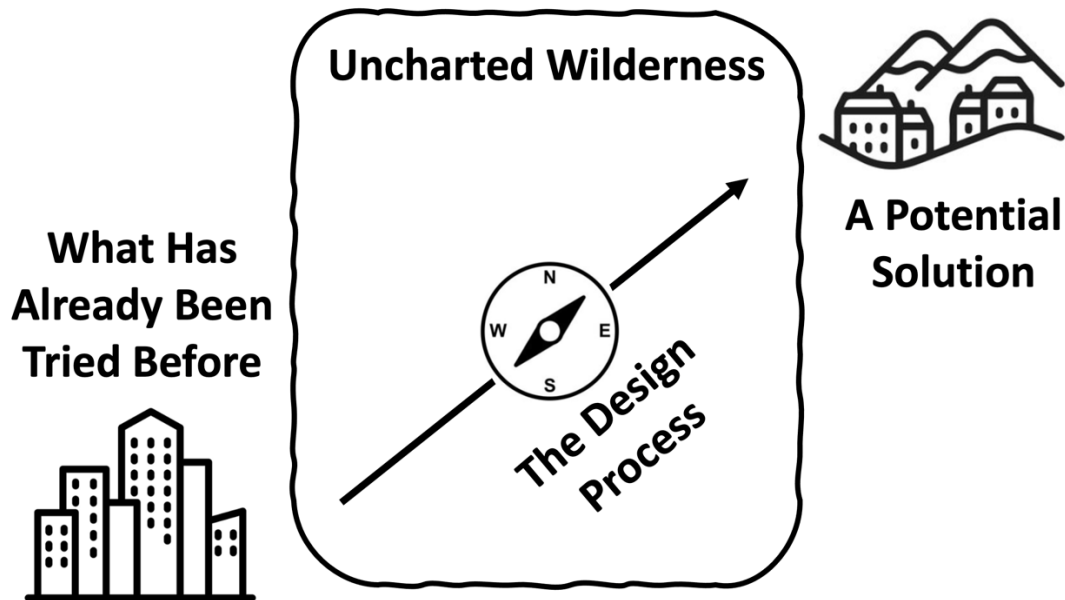 Uncharted Wilderness
What Has
Already Been
Tried Before
N
W
E
S
The Design
Process
A Potential
Solution